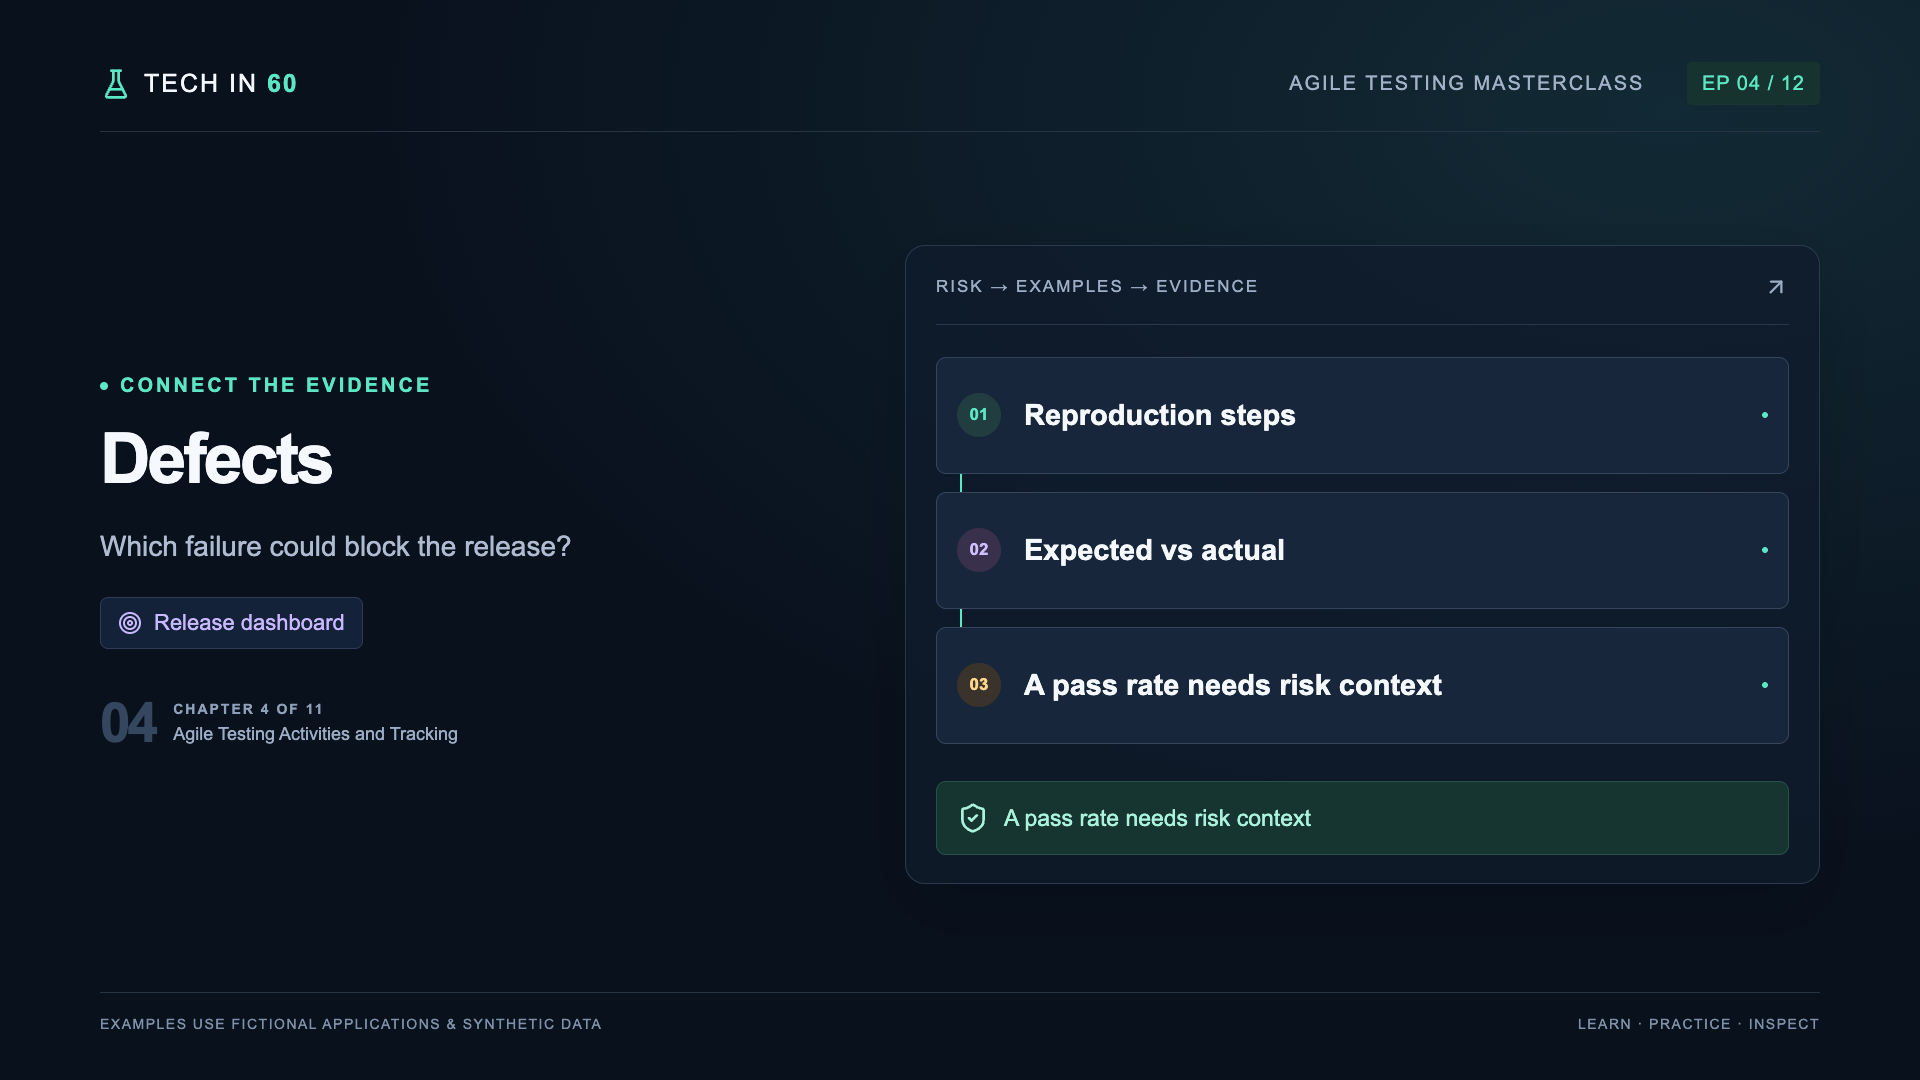 TECH IN 60
AGILE TESTING MASTERCLASS
EP 04 / 12
CONNECT THE EVIDENCE
Defects
Which failure could block the release?
Release dashboard
04
CHAPTER 4 OF 11
Agile Testing Activities and Tracking
RISK → EXAMPLES → EVIDENCE
01
Reproduction steps
02
Expected vs actual
03
A pass rate needs risk context
A pass rate needs risk context
EXAMPLES USE FICTIONAL APPLICATIONS & SYNTHETIC DATA
LEARN · PRACTICE · INSPECT